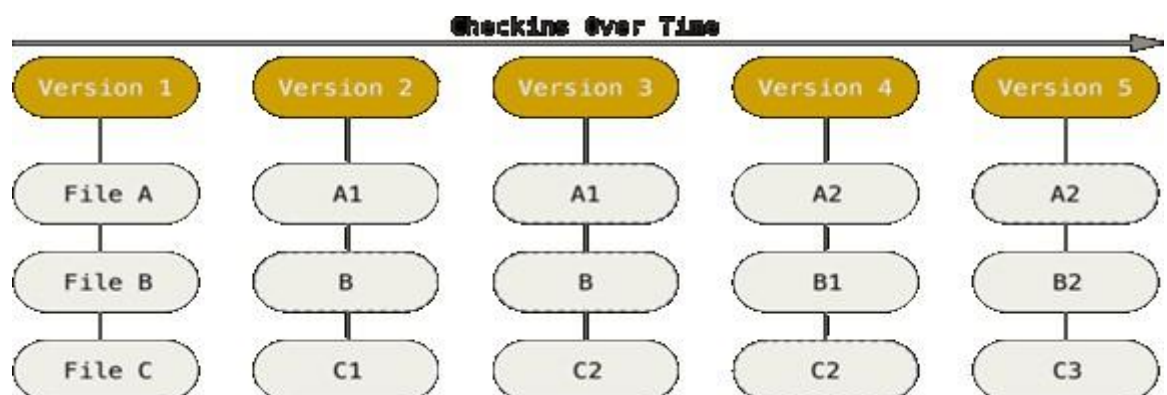 Checkins Over Time
Version 1 Version 2 Version 3 Version 4 Version 5
File A A1 A1 A2 A2
File B B B B1 B2
File C C1 C2 C2 C3